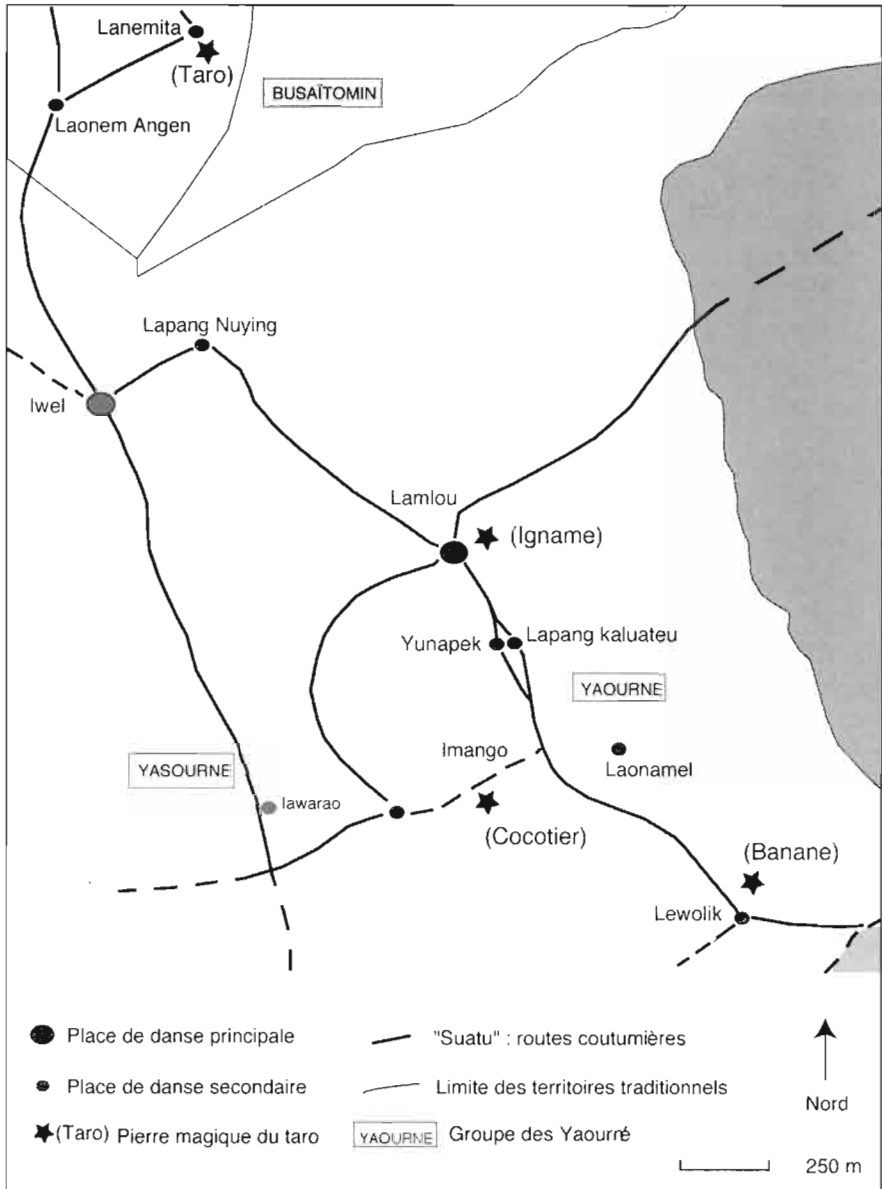 Lanemita
(Taro)
BUSAÏTOMIN
Laonem Angen
Lapang Nuying
Iwel
Lamlou
(Igname)
Yunapek
Lapang kaluateu
YAOURNE
Imango
Laonamel
YASOURNE
Iawarao
(Cocotier)
(Banane)
Lewolik
Place de danse principale
"Suatu" : routes coutumières
Place de danse secondaire
Limite des territoires traditionnels
Nord
(Taro) Pierre magique du taro
YAOURNE Groupe des Yaourné
250 m